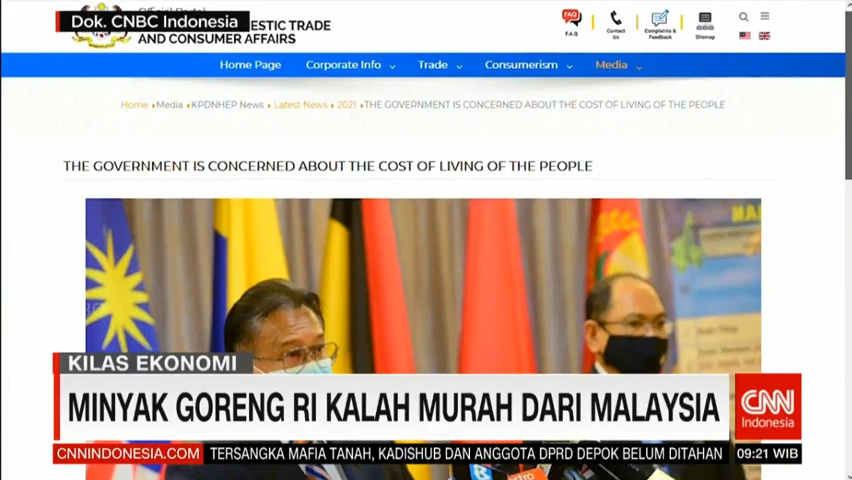 Dok. CNBC Indonesia
ESTIC TRADE
AND CONSUMER AFFAIRS
FAQ
F.A.Q
Contact
Us
Complaints &
Feedback
Sitemap
Home Page Corporate Info Trade Consumerism Media
Home Media KPDNHEP News Latest News 2021 THE GOVERNMENT IS CONCERNED ABOUT THE COST OF LIVING OF THE PEOPLE
THE GOVERNMENT IS CONCERNED ABOUT THE COST OF LIVING OF THE PEOPLE
KILAS EKONOMI
MINYAK GORENG RI KALAH MURAH DARI MALAYSIA
CNN
Indonesia
CNNINDONESIA.COM TERSANGKA MAFIA TANAH, KADISHUB DAN ANGGOTA DPRD DEPOK BELUM DITAHAN 09:21 WIB